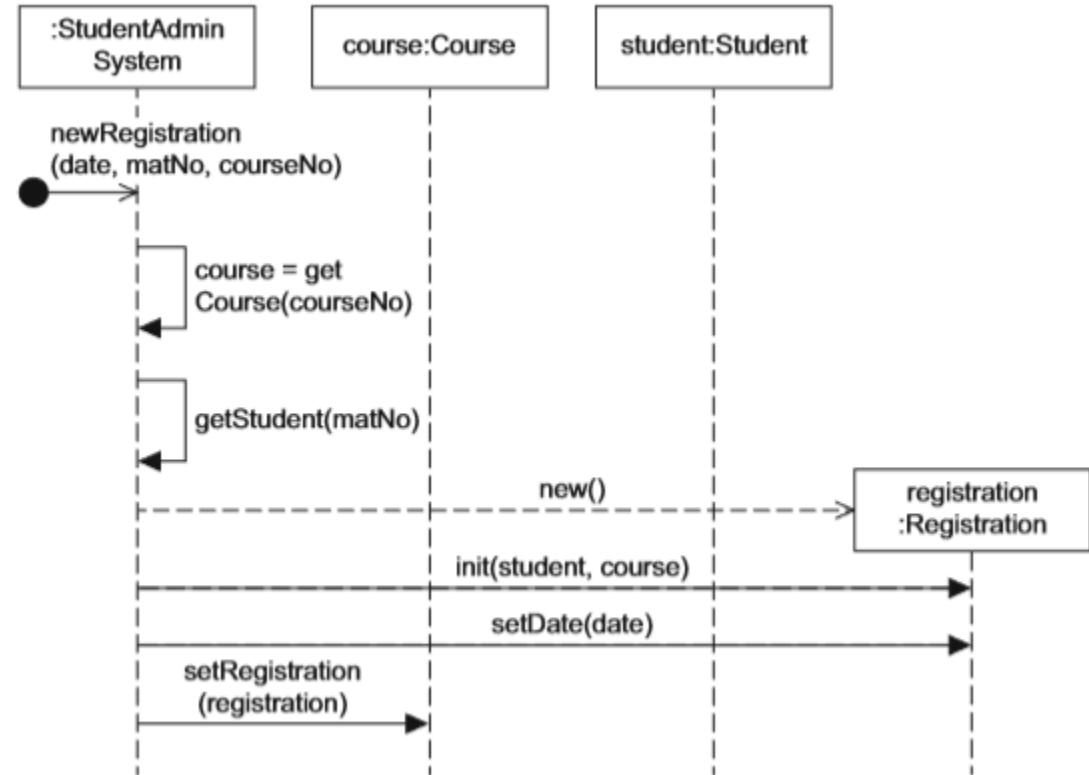 :StudentAdmin
System
course:Course
student:Student
newRegistration
(date, matNo, courseNo)
course = get
Course(courseNo)
getStudent(matNo)
new()
registration
:Registration
init(student, course)
setDate(date)
setRegistration
(registration)